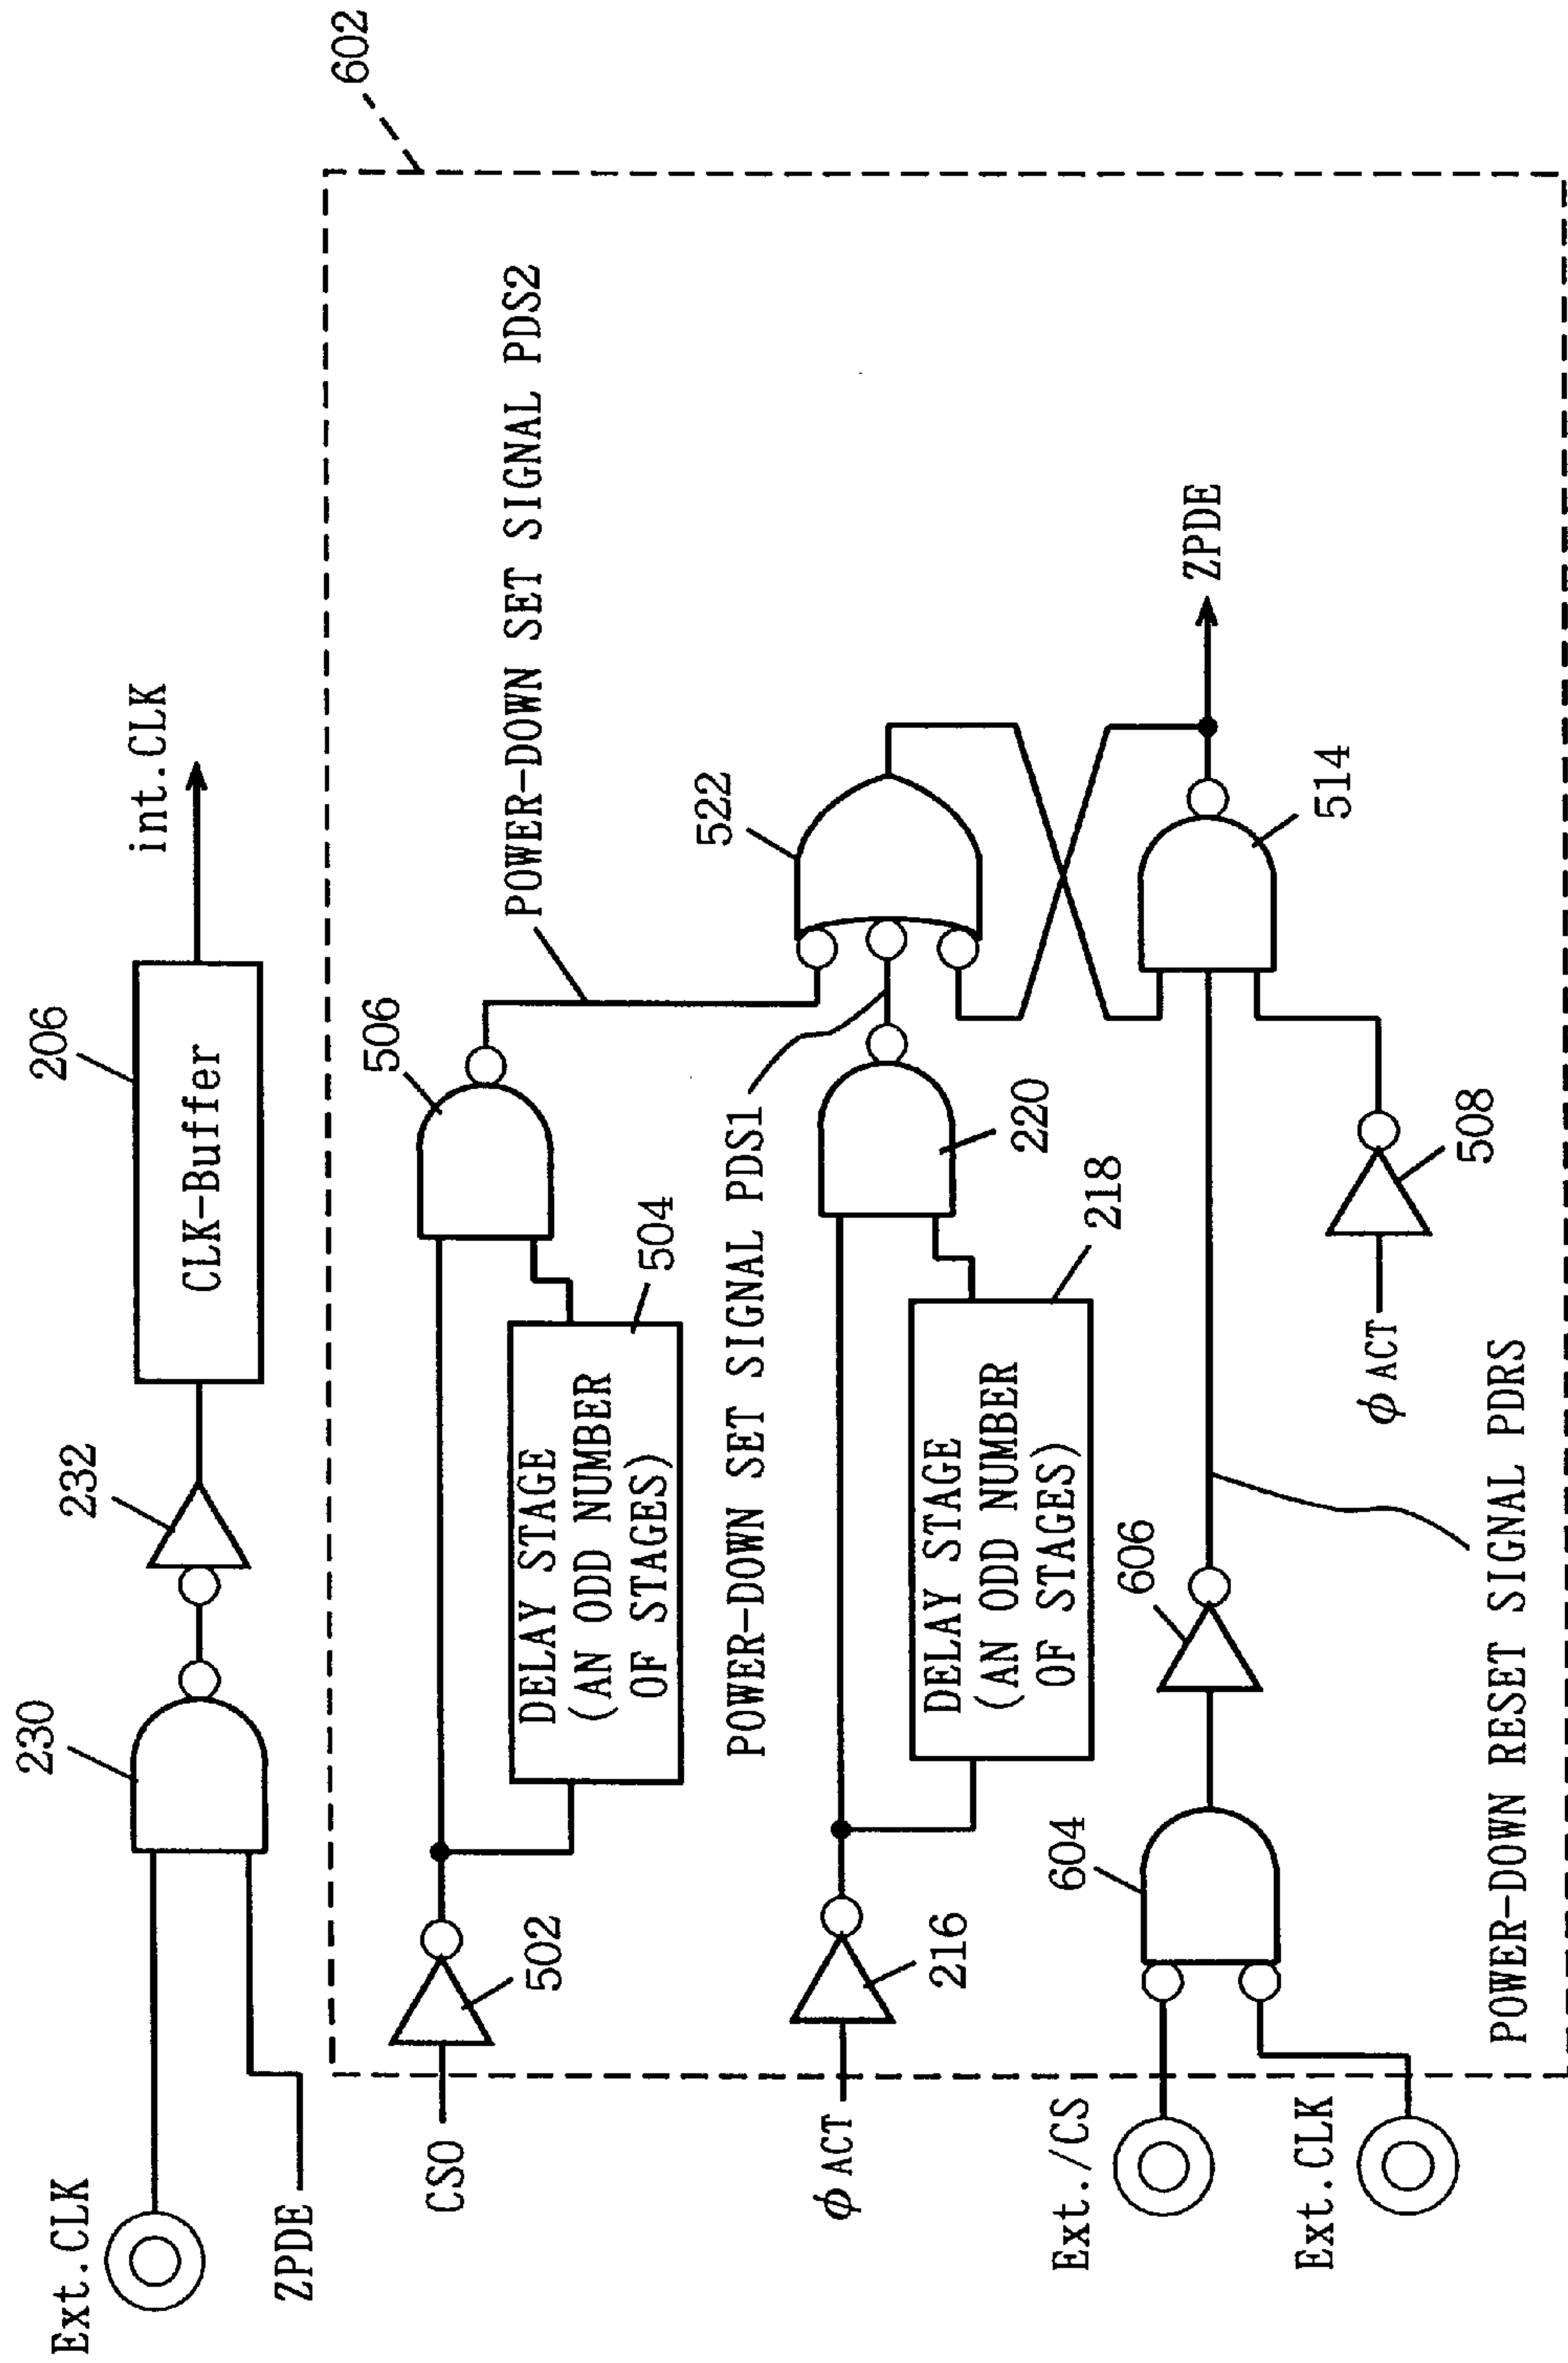 Ext.CLK
230
232
206
CLK-Buffer
int.CLK
ZPDE
602
CS0
502
DELAY STAGE
(AN ODD NUMBER
OF STAGES)
504
506
POWER-DOWN SET SIGNAL PDS2
POWER-DOWN SET SIGNAL PDS1
φ ACT
216
DELAY STAGE
(AN ODD NUMBER
OF STAGES)
218
220
522
ZPDE
Ext./CS
604
606
514
Ext.CLK
φ ACT
508
POWER-DOWN RESET SIGNAL PDRS